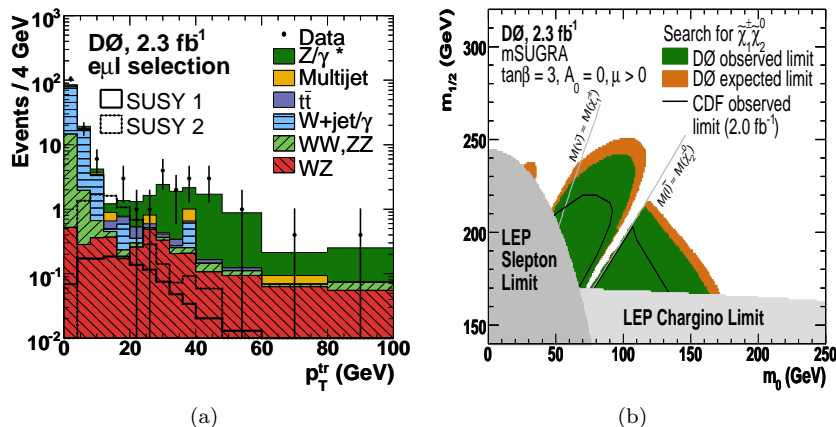 DØ, 2.3 fb⁻¹
eμl selection
SUSY 1
SUSY 2
Data
Z/γ *
Multijet
tt̄
W+jet/γ
WW,ZZ
WZ
Events / 4 GeV
10³
10²
10
1
10⁻¹
10⁻²
0 20 40 60 80 100
p_T^tr (GeV)
(a)
DØ, 2.3 fb⁻¹
mSUGRA
tanβ = 3, A₀ = 0, μ > 0
Search for χ̃₁^± χ̃₂⁰
DØ observed limit
DØ expected limit
CDF observed
limit (2.0 fb⁻¹)
M(ν̃) = M(χ̃₁^±)
M(l̃) = M(χ̃₂⁰)
LEP
Slepton
Limit
LEP Chargino Limit
m₁/₂ (GeV)
300
250
200
150
0 50 100 150 200 250
m₀ (GeV)
(b)